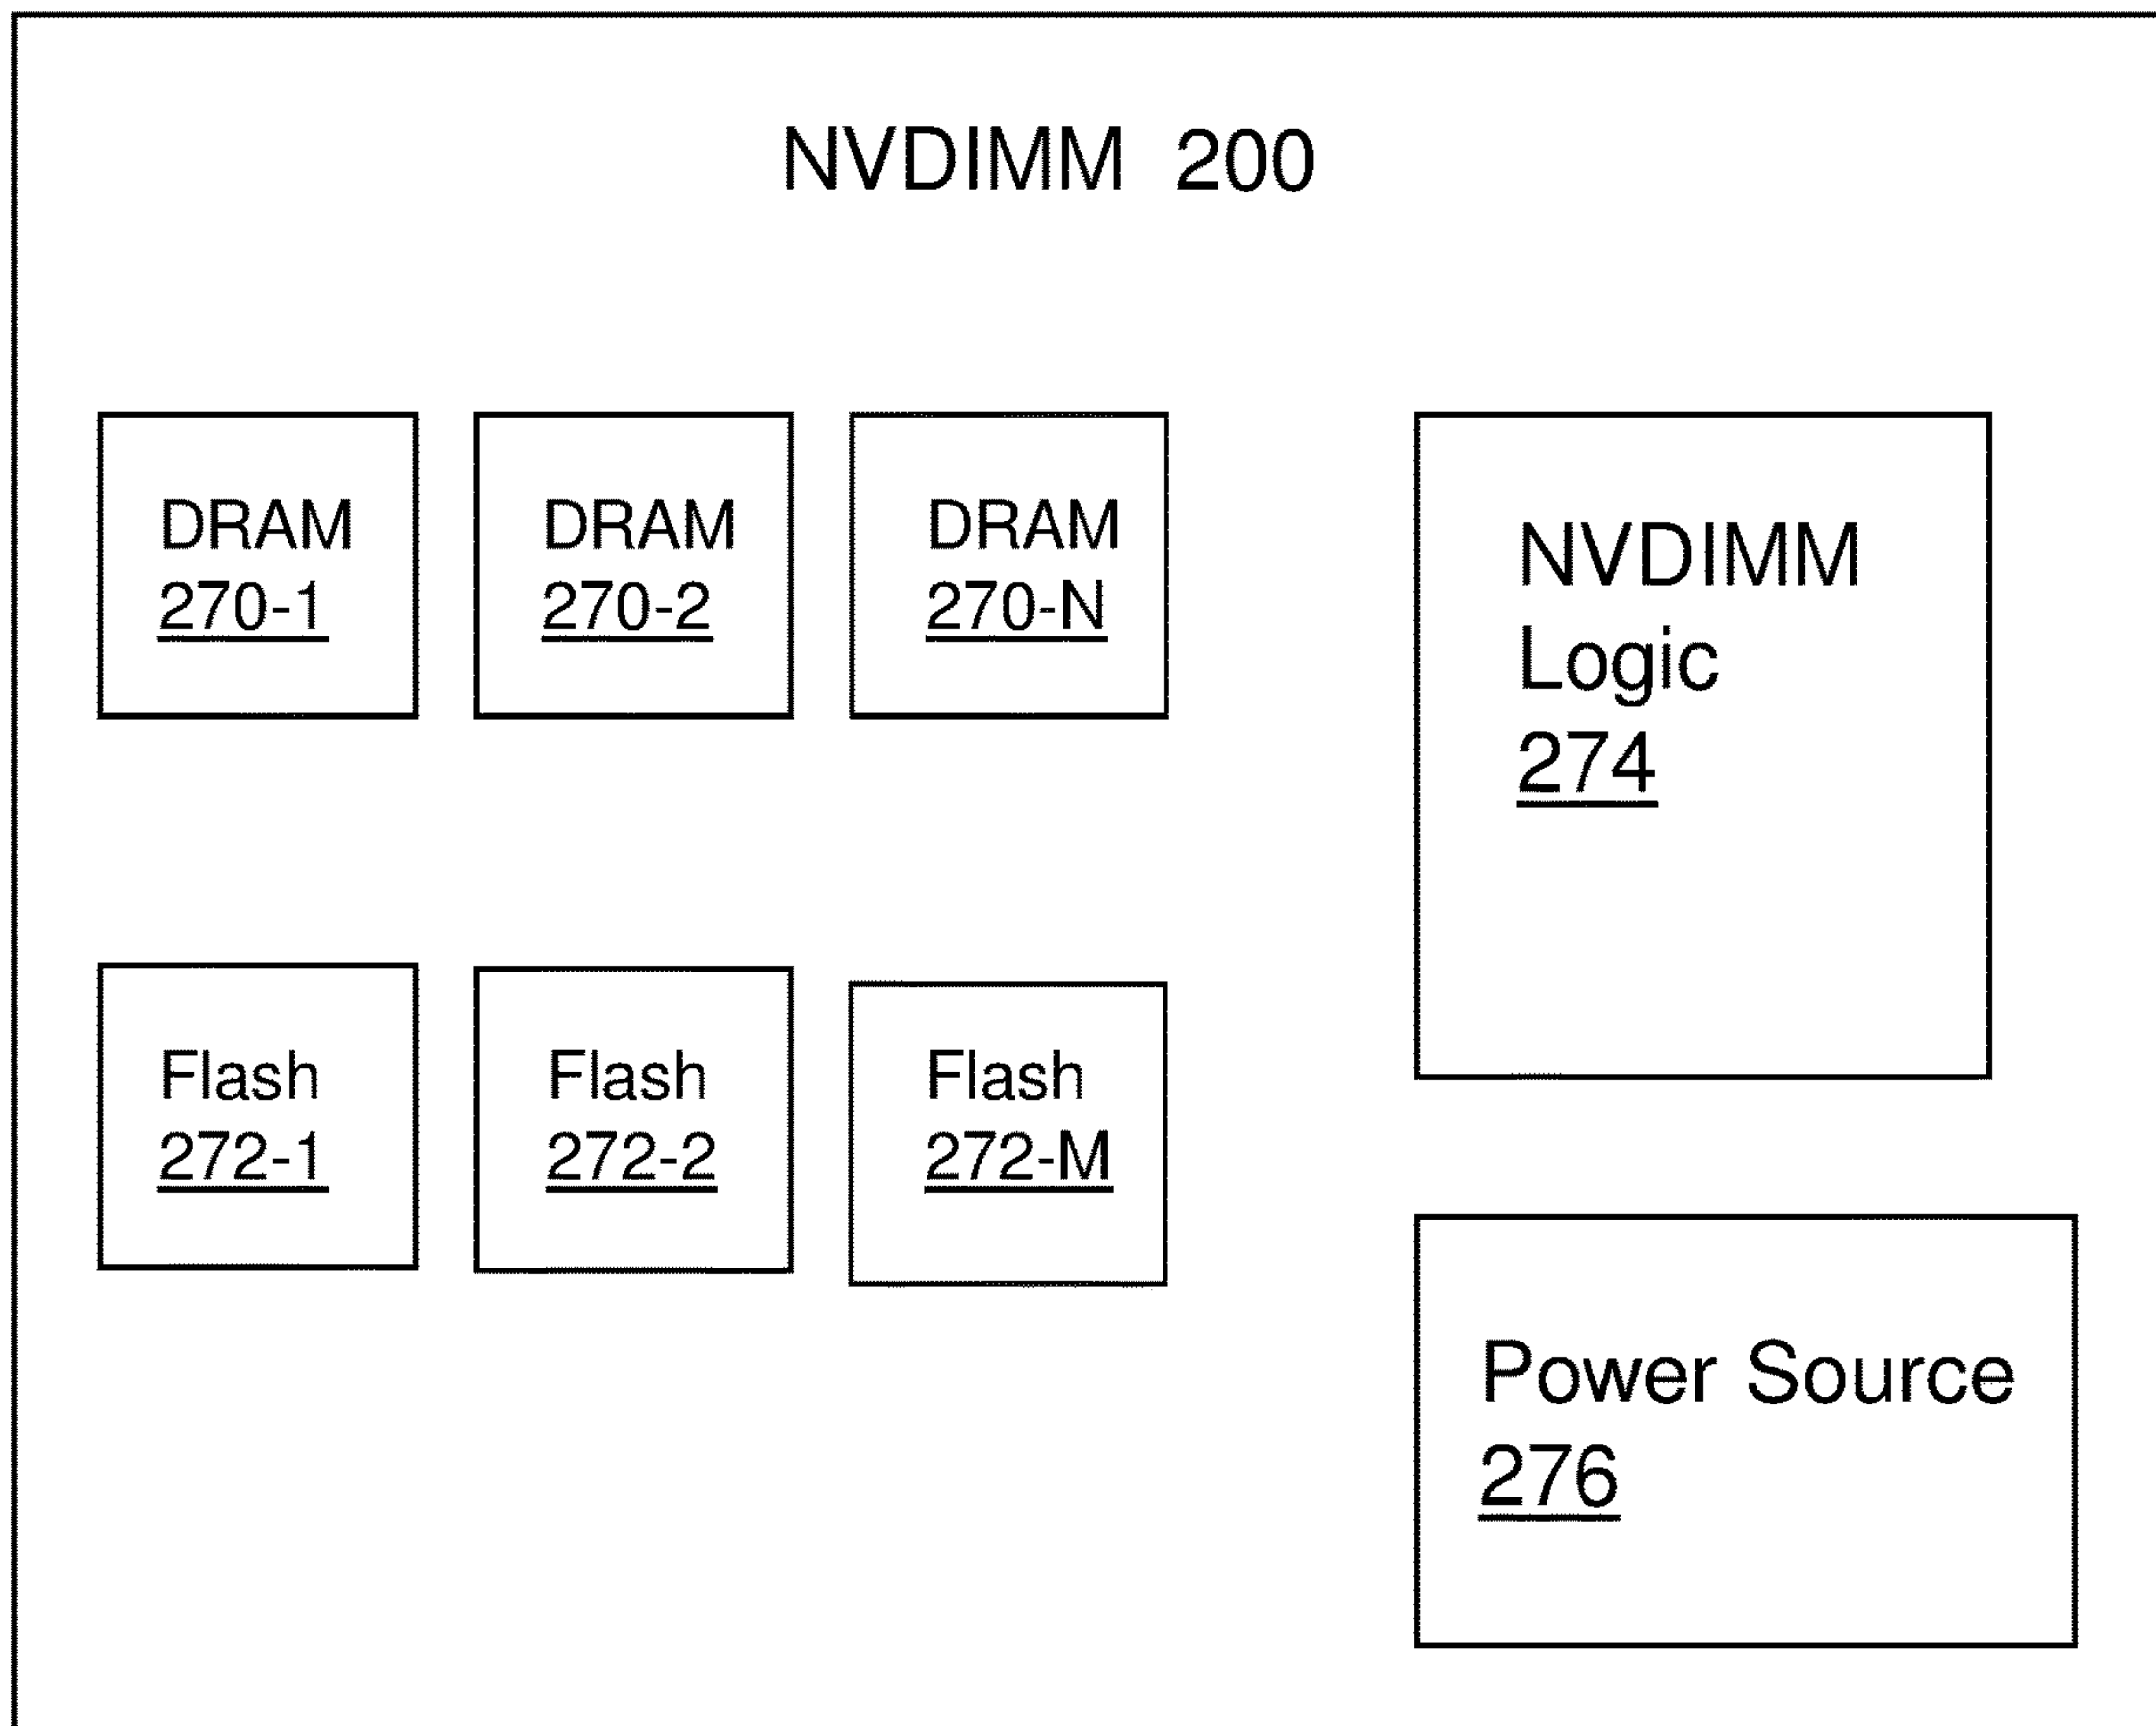 NVDIMM 200
DRAM
270-1
DRAM
270-2
DRAM
270-N
NVDIMM
Logic
274
Flash
272-1
Flash
272-2
Flash
272-M
Power Source
276